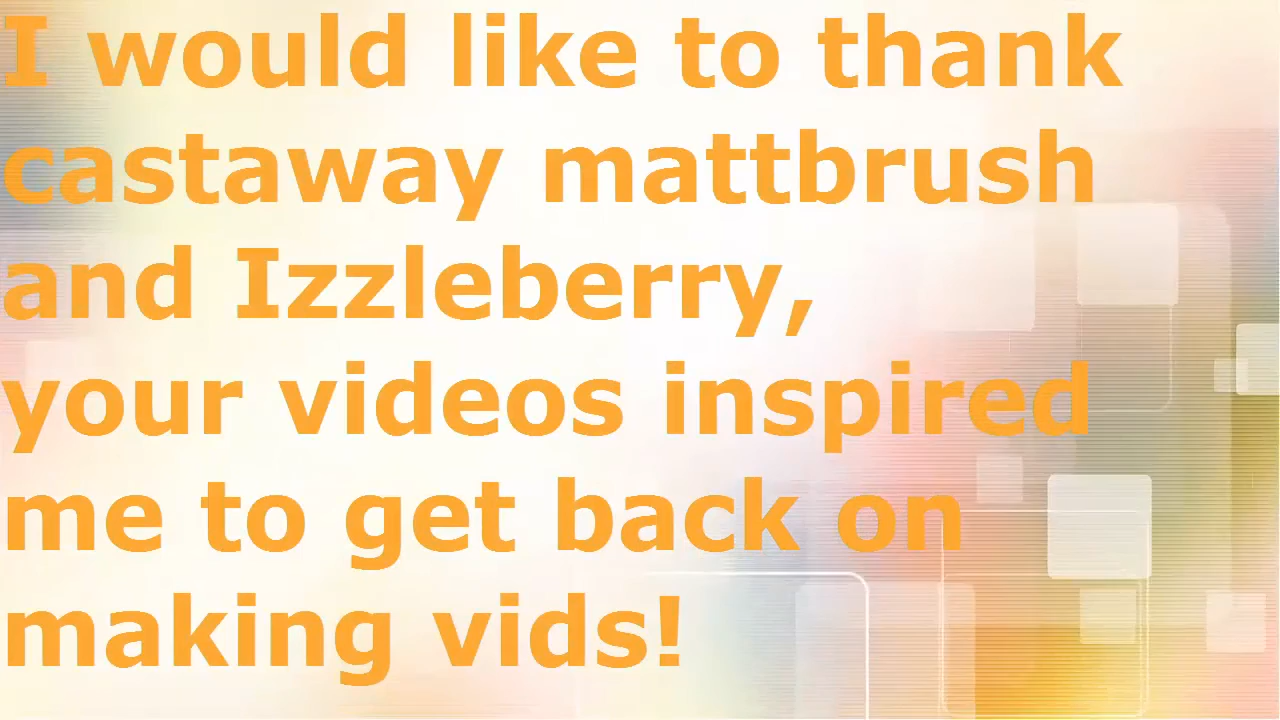 I would like to thank
castaway mattbrush
and Izzleberry,
your videos inspired
me to get back on
making vids!